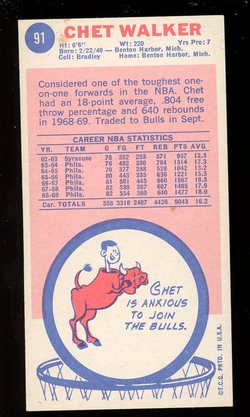 91
CHET WALKER
Ht: 6'6" Wt: 220 Yrs Pro: 7
Born: 2/22/40 — Benton Harbor, Mich.
Coll: Bradley Home: Benton Harbor, Mich.
Considered one of the toughest one-
on-one forwards in the NBA. Chet
had an 18-point average, .804 free
throw percentage and 640 rebounds
in 1968-69. Traded to Bulls in Sept.
CAREER NBA STATISTICS
YR. TEAM G FG FT REB PTS AVG
62-63 Syracuse 78 352 253 571 957 12.3
63-64 Phila. 76 492 330 784 1314 17.3
64-65 Phila. 79 377 288 528 1042 13.2
65-66 Phila. 80 443 335 636 1221 15.3
66-67 Phila. 81 561 445 660 1567 19.3
67-68 Phila. 82 539 387 607 1465 17.9
68-69 Phila. 82 554 369 640 1477 18.0
Car. TOTALS 558 3318 2407 4426 9043 16.2
CHET
IS ANXIOUS
TO JOIN
THE BULLS.
©T.C.G. PRTD. IN U.S.A.